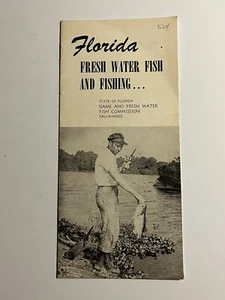 Florida
FRESH WATER FISH
AND FISHING...
STATE OF FLORIDA
GAME AND FRESH WATER
FISH COMMISSION
TALLAHASSEE